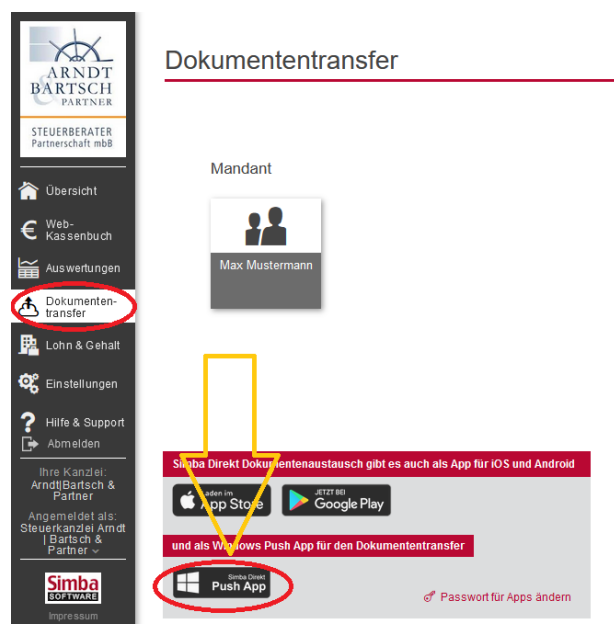 ARNDT
BARTSCH
& PARTNER
STEUERBERATER
Partnerschaft mbB
Übersicht
Web-
Kassenbuch
Auswertungen
Dokumenten-
transfer
Lohn & Gehalt
Einstellungen
Hilfe & Support
Abmelden
Ihre Kanzlei:
Arndt|Bartsch &
Partner
Angemeldet als:
Steuerkanzlei Arndt
| Bartsch &
Partner
Simba
SOFTWARE
Impressum
Dokumententransfer
Mandant
Max Mustermann
Simba Direkt Dokumentenaustausch gibt es auch als App für iOS und Android
Laden im
App Store
JETZT BEI
Google Play
und als Windows Push App für den Dokumententransfer
Simba Direkt
Push App
Passwort für Apps ändern